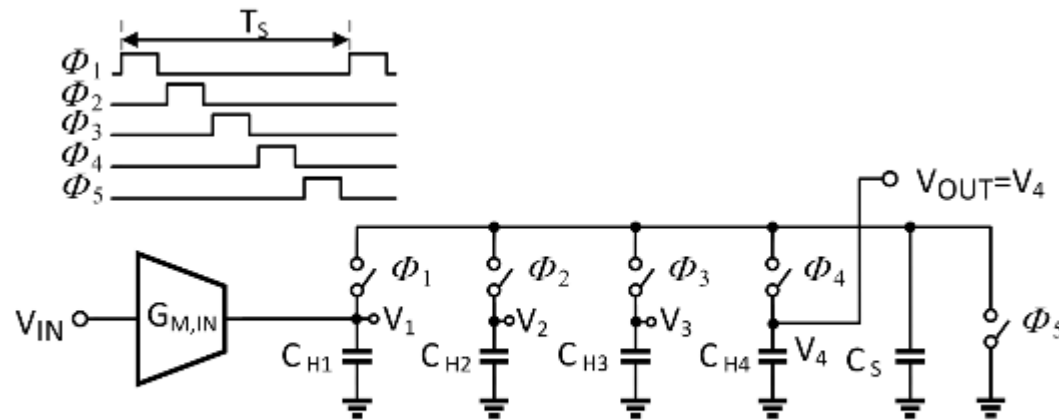 T_S
Φ_1
Φ_2
Φ_3
Φ_4
Φ_5
V_OUT=V_4
Φ_1 Φ_2 Φ_3 Φ_4
V_IN G_M,IN V_1 V_2 V_3 Φ_5
C_H1 C_H2 C_H3 C_H4 V_4 C_S